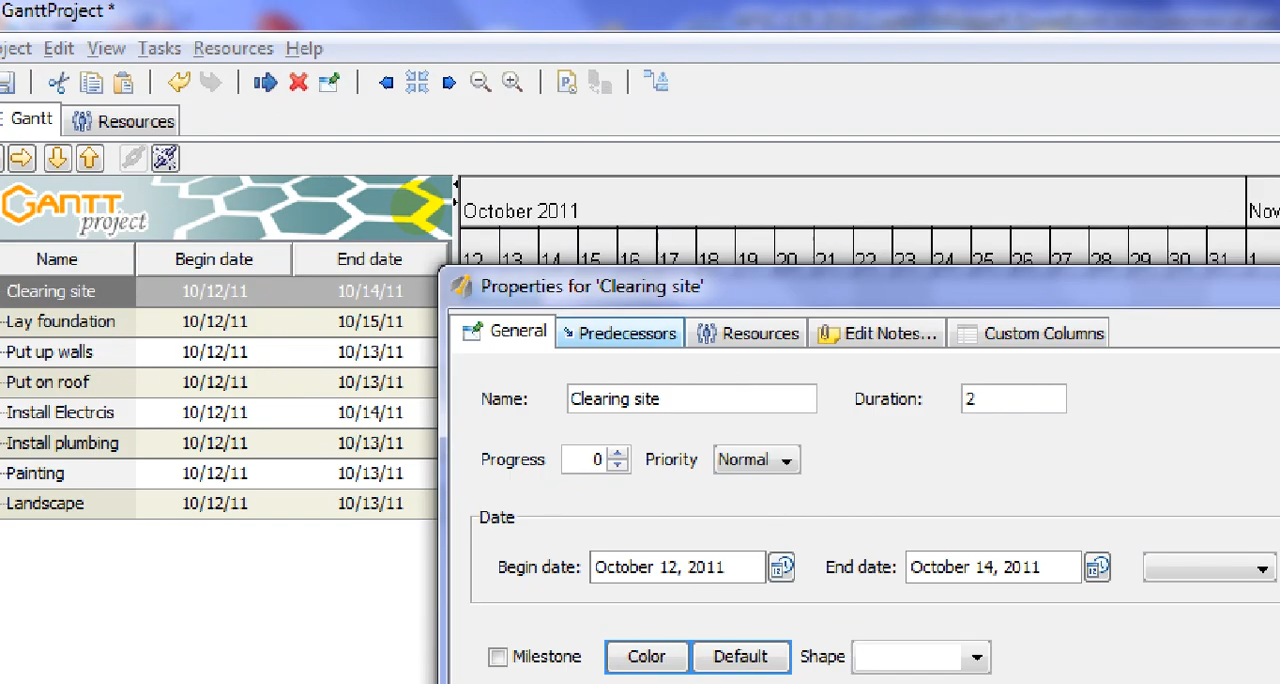 GanttProject *
ject Edit View Tasks Resources Help
Gantt Resources
GANTT
project
October 2011 Nov
12 13 14 15 16 17 18 19 20 21 22 23 24 25 26 27 28 29 30 31 1
Name Begin date End date
Clearing site 10/12/11 10/14/11
Lay foundation 10/12/11 10/15/11
Put up walls 10/12/11 10/13/11
Put on roof 10/12/11 10/13/11
Install Electrcis 10/12/11 10/14/11
Install plumbing 10/12/11 10/13/11
Painting 10/12/11 10/13/11
Landscape 10/12/11 10/13/11
Properties for 'Clearing site'
General Predecessors Resources Edit Notes... Custom Columns
Name: Clearing site Duration: 2
Progress 0 Priority Normal
Date
Begin date: October 12, 2011 End date: October 14, 2011
Milestone Color Default Shape